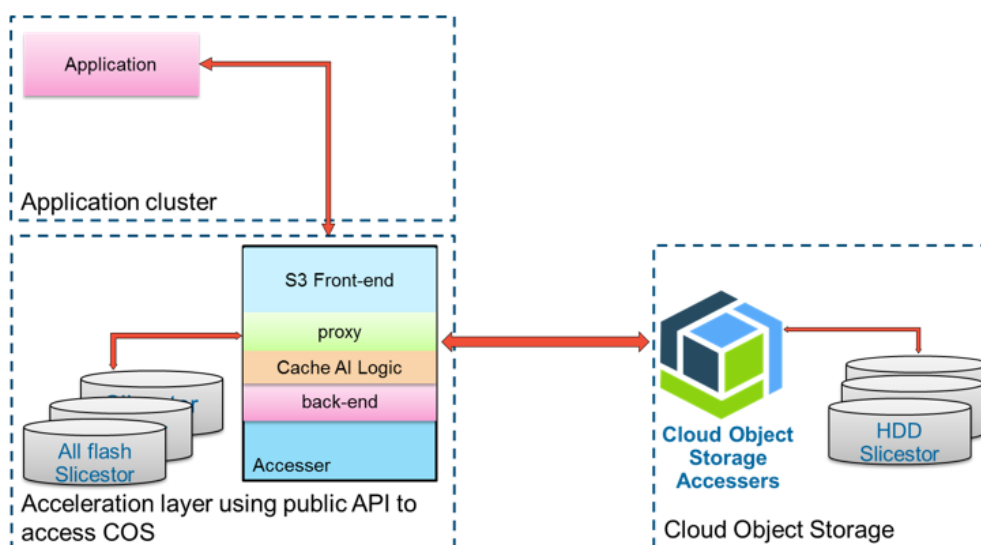 Application
Application cluster
S3 Front-end
proxy
Cache AI Logic
back-end
Accesser
All flash
Slicestor
Acceleration layer using public API to
access COS
Cloud Object
Storage
Accessers
HDD
Slicestor
Cloud Object Storage